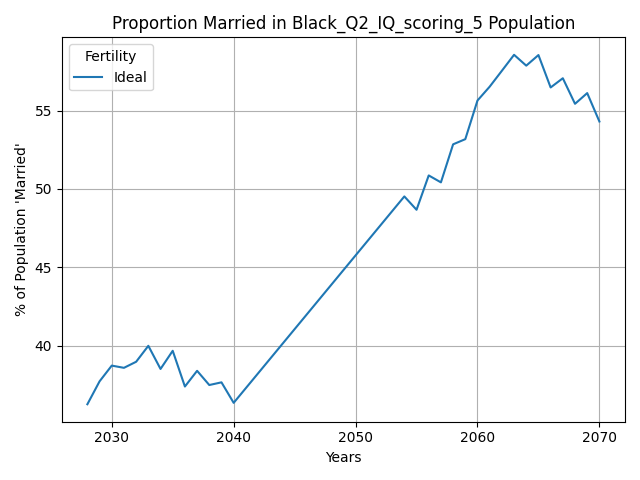 Proportion Married in Black_Q2_IQ_scoring_5 Population
Fertility
Ideal
% of Population 'Married'
55
50
45
40
2030 2040 2050 2060 2070
Years